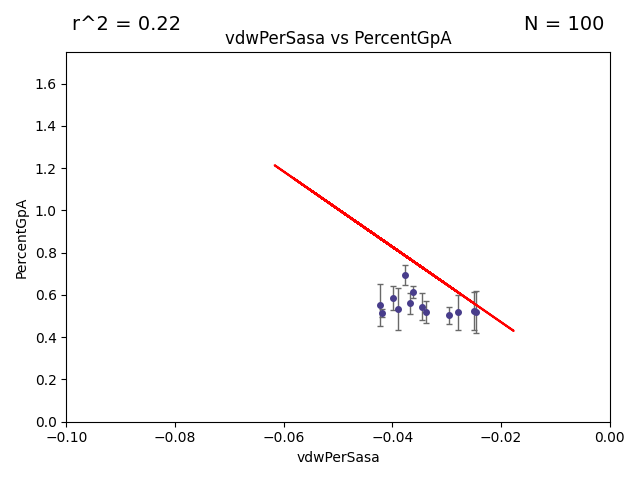 r^2 = 0.22
N = 100
vdwPerSasa vs PercentGpA
PercentGpA
1.6
1.4
1.2
1.0
0.8
0.6
0.4
0.2
0.0
−0.10 −0.08 −0.06 −0.04 −0.02 0.00
vdwPerSasa